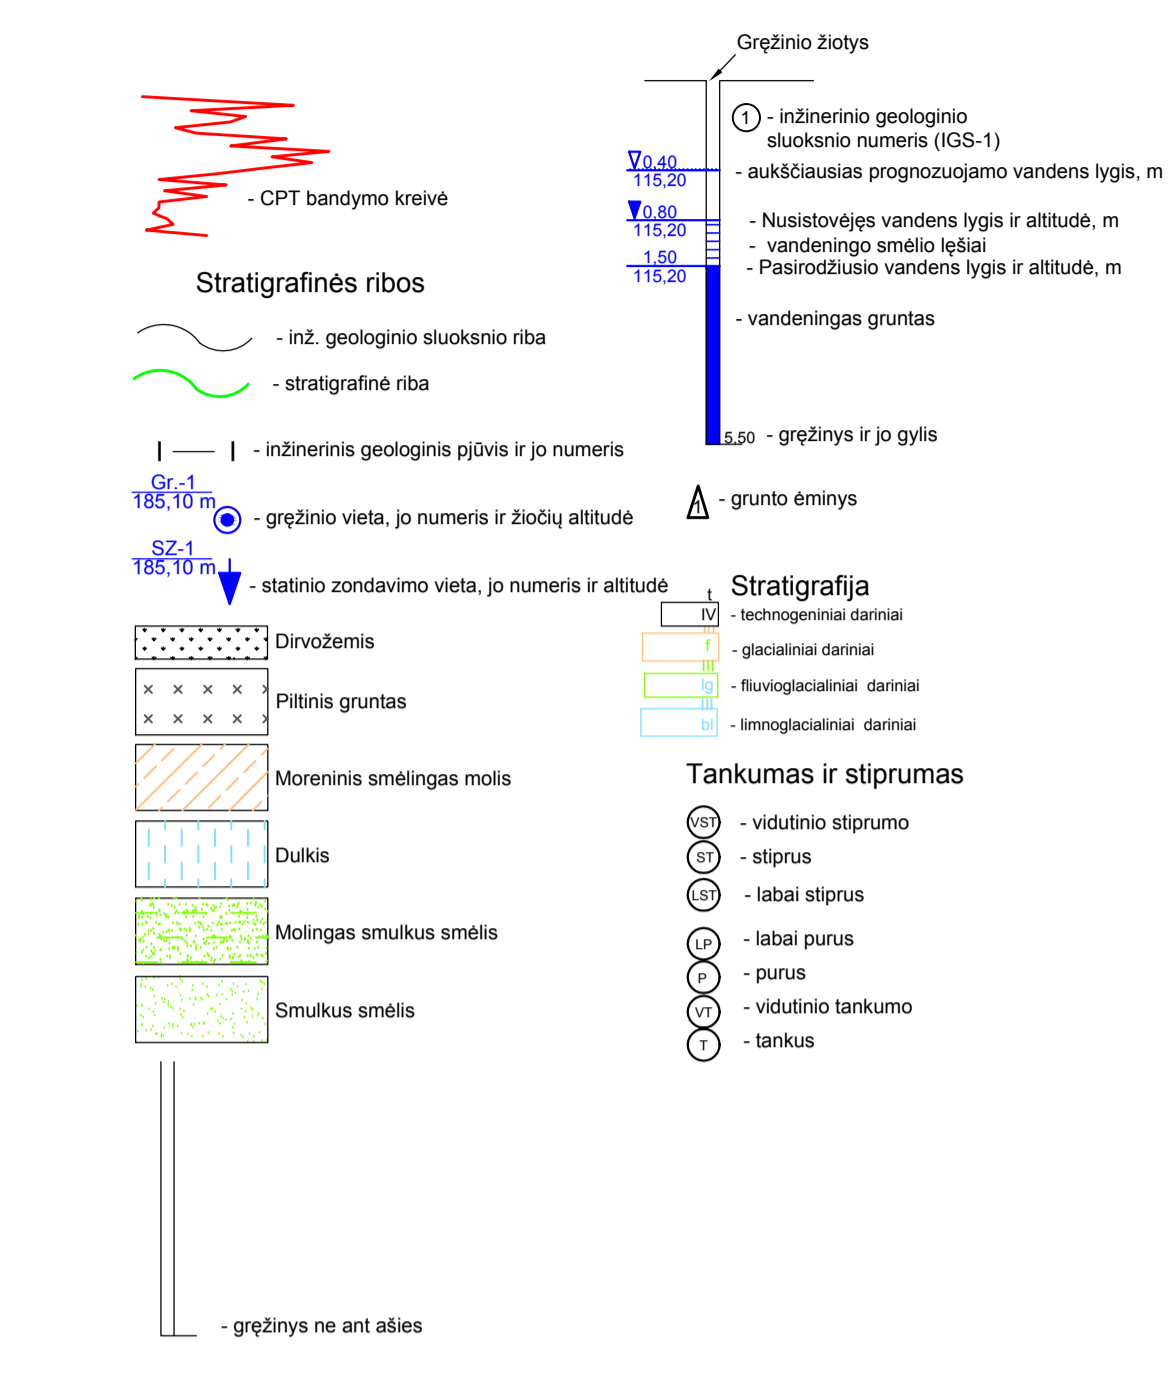 Gręžinio žiotys
1 - inžinerinio geologinio
sluoksnio numeris (IGS-1)
0,40
115,20
- aukščiausias prognozuojamo vandens lygis, m
0,80
115,20
- Nusistovėjęs vandens lygis ir altitudė, m
- vandeningo smėlio lęšiai
1,50
115,20
- Pasirodžiusio vandens lygis ir altitudė, m
- vandeningas gruntas
5,50 - gręžinys ir jo gylis
1 - grunto ėminys
- CPT bandymo kreivė
Stratigrafinės ribos
- inž. geologinio sluoksnio riba
- stratigrafinė riba
I — I - inžinerinis geologinis pjūvis ir jo numeris
Gr.-1
185,10 m
- gręžinio vieta, jo numeris ir žiočių altitudė
SZ-1
185,10 m
- statinio zondavimo vieta, jo numeris ir altitudė
Dirvožemis
Piltinis gruntas
Moreninis smėlingas molis
Dulkis
Molingas smulkus smėlis
Smulkus smėlis
- gręžinys ne ant ašies
Stratigrafija
t
IV - technogeniniai dariniai
III
f - glacialiniai dariniai
III
lg - fliuvioglacialiniai dariniai
III
bl - limnoglacialiniai dariniai
Tankumas ir stiprumas
VST - vidutinio stiprumo
ST - stiprus
LST - labai stiprus
LP - labai purus
P - purus
VT - vidutinio tankumo
T - tankus